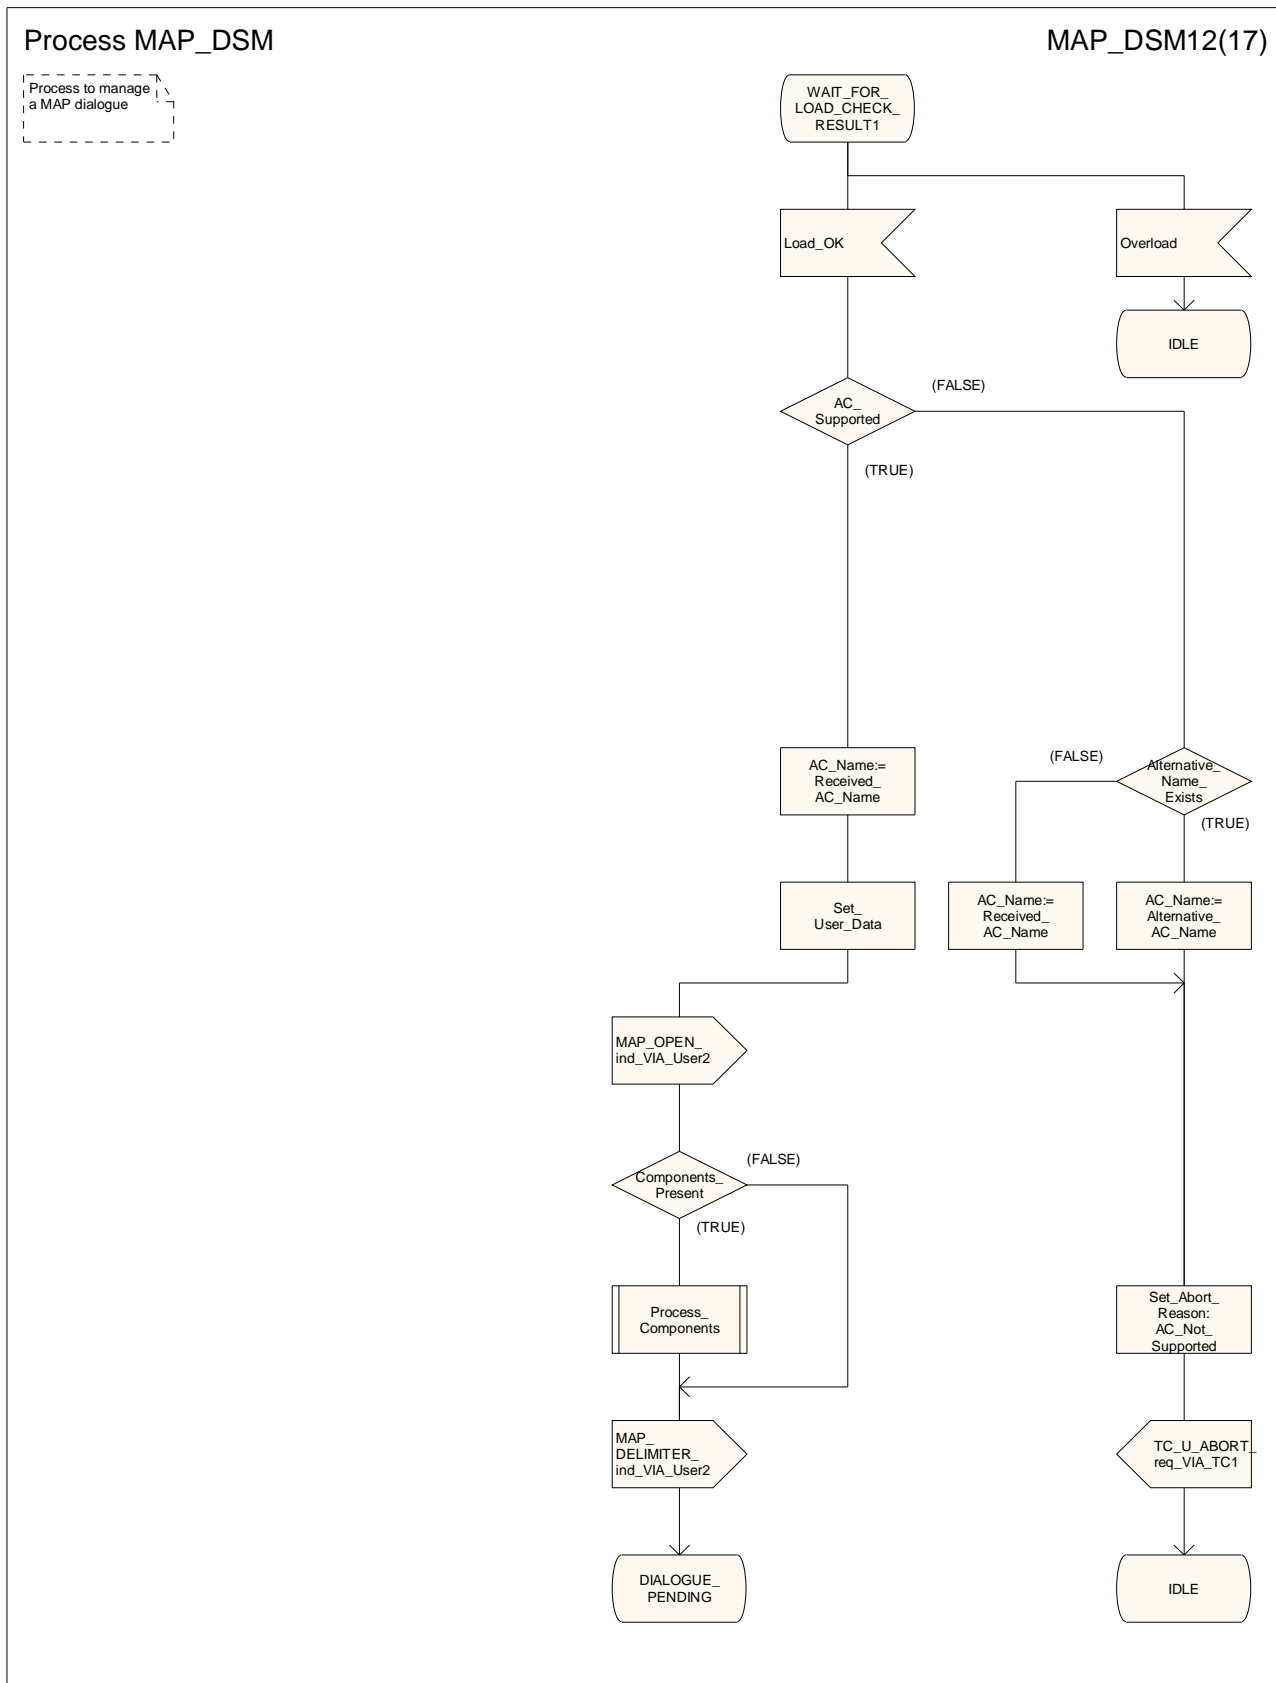 Process MAP_DSM
MAP_DSM12(17)
Process to manage
a MAP dialogue
WAIT_FOR_
LOAD_CHECK_
RESULT1
Load_OK
Overload
IDLE
AC_
Supported
(FALSE)
(TRUE)
AC_Name:=
Received_
AC_Name
(FALSE)
Alternative_
Name_
Exists
(TRUE)
Set_
User_Data
AC_Name:=
Received_
AC_Name
AC_Name:=
Alternative_
AC_Name
MAP_OPEN_
ind_VIA_User2
Components_
Present
(FALSE)
(TRUE)
Process_
Components
Set_Abort_
Reason:
AC_Not_
Supported
MAP_
DELIMITER_
ind_VIA_User2
TC_U_ABORT_
req_VIA_TC1
DIALOGUE_
PENDING
IDLE